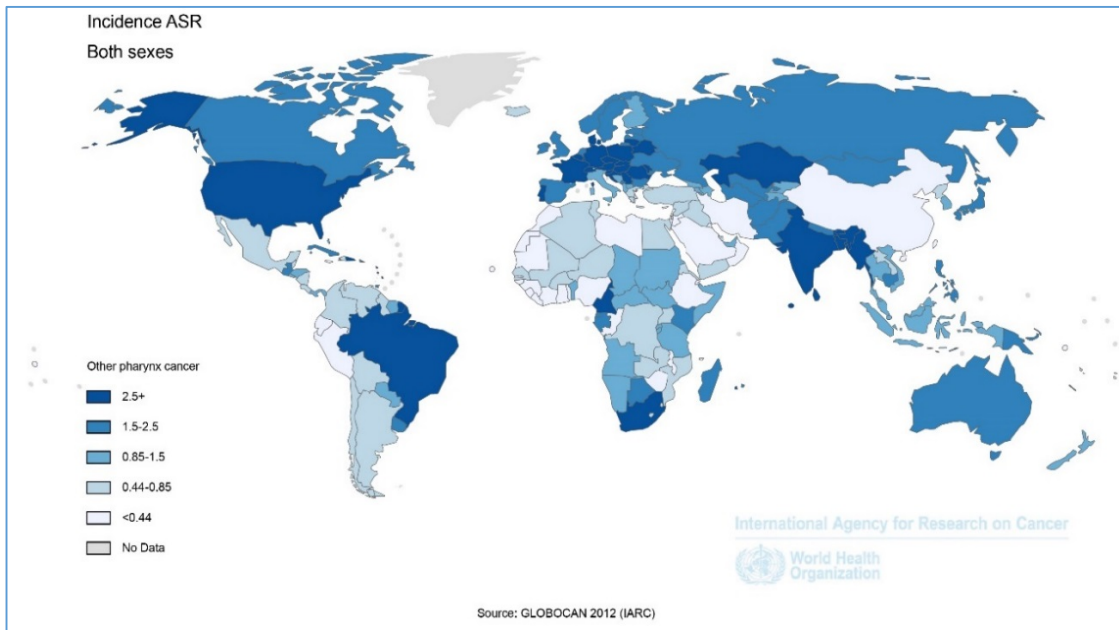 Incidence ASR
Both sexes
Other pharynx cancer
2.5+
1.5-2.5
0.85-1.5
0.44-0.85
<0.44
No Data
International Agency for Research on Cancer
World Health
Organization
Source: GLOBOCAN 2012 (IARC)